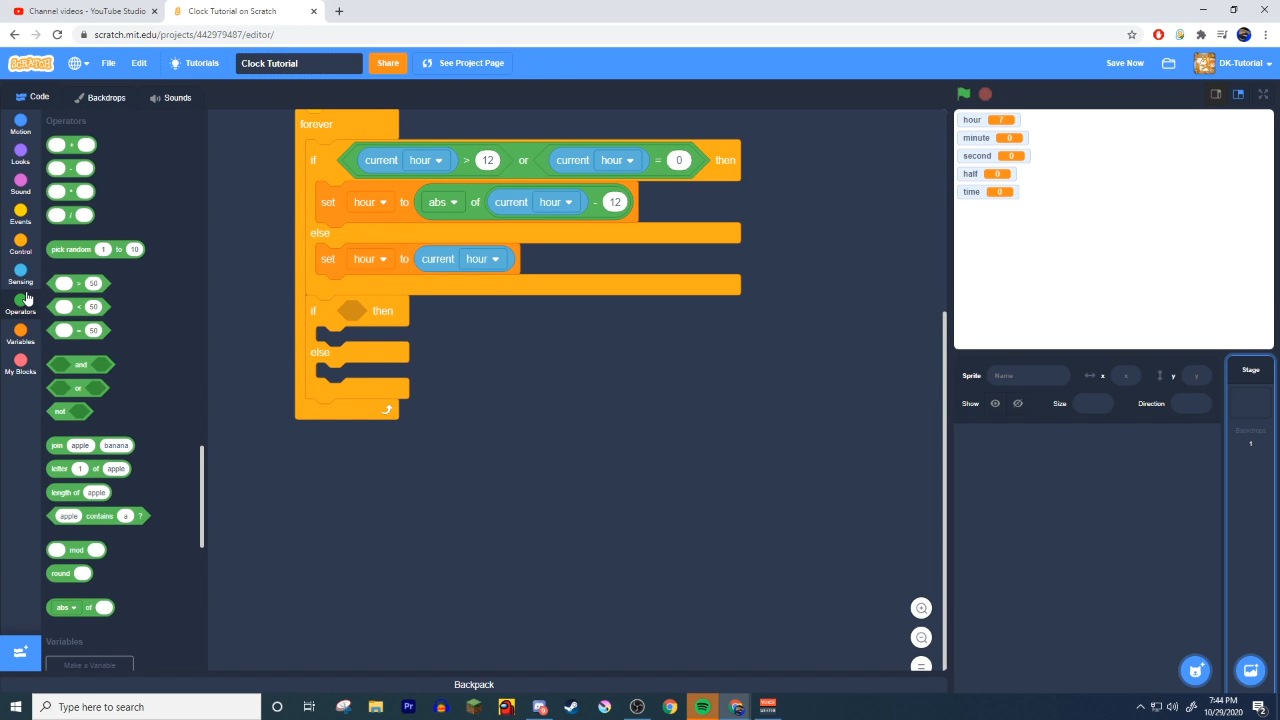 Channel videos - YouTube Studio
Clock Tutorial on Scratch
scratch.mit.edu/projects/442979487/editor/
SCRATCH
File
Edit
Tutorials
Clock Tutorial
Share
See Project Page
Save Now
DK-Tutorial
Code
Backdrops
Sounds
Motion
Looks
Sound
Events
Control
Sensing
Operators
Variables
My Blocks
Operators
+
-
*
/
pick random 1 to 10
> 50
< 50
= 50
and
or
not
join apple banana
letter 1 of apple
length of apple
apple contains a ?
mod
round
abs of
Variables
Make a Variable
forever
if current hour > 12 or current hour = 0 then
set hour to abs of current hour - 12
else
set hour to current hour
if then
else
hour 7
minute 0
second 0
half 0
time 0
Sprite Name x x y y
Show Size Direction
Stage
Backdrops
1
Backpack
Type here to search
Pr
7:44 PM
10/29/2020
2